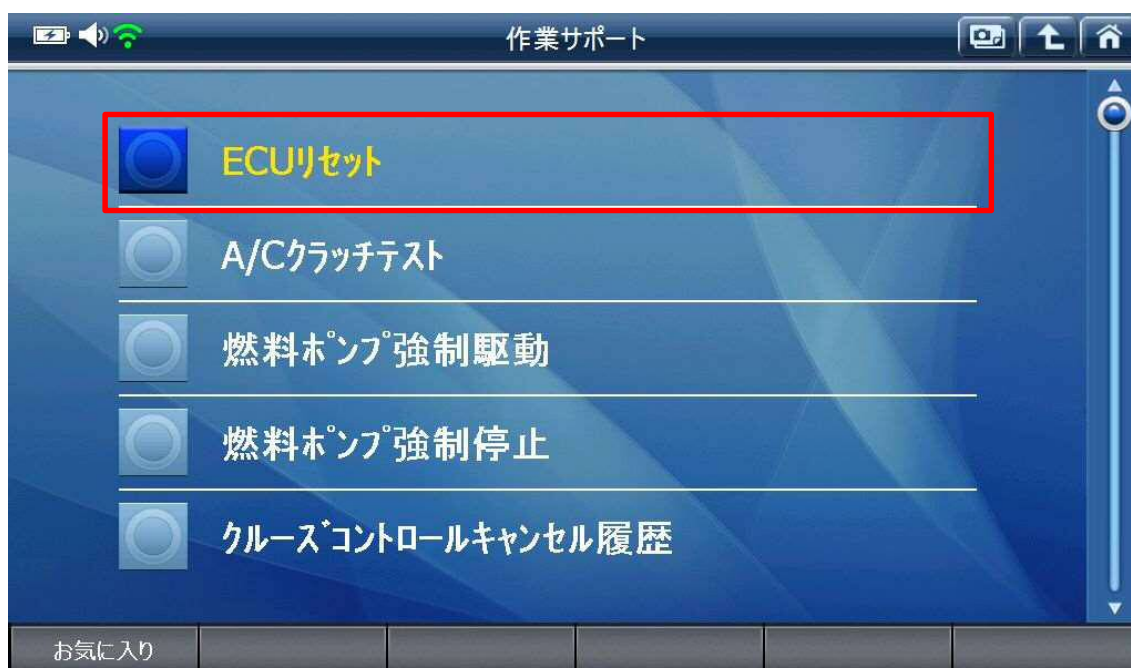 作業サポート
ECUリセット
A/Cクラッチテスト
燃料ポンプ強制駆動
燃料ポンプ強制停止
クルーズコントロールキャンセル履歴
お気に入り